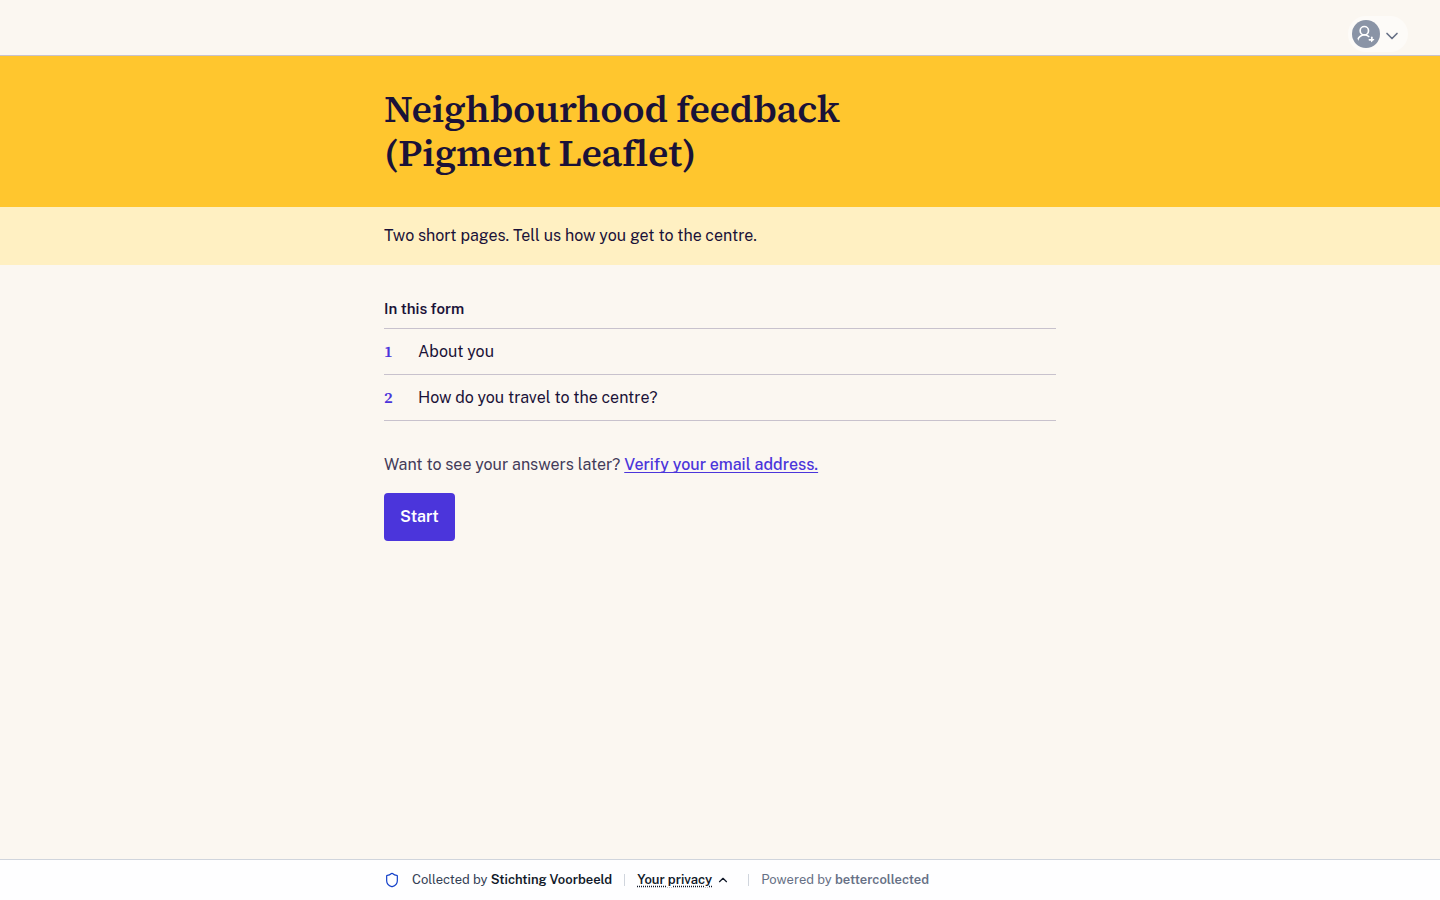 Neighbourhood feedback
(Pigment Leaflet)
Two short pages. Tell us how you get to the centre.
In this form
1 About you
2 How do you travel to the centre?
Want to see your answers later? Verify your email address.
Start
Collected by Stichting Voorbeeld Your privacy Powered by bettercollected